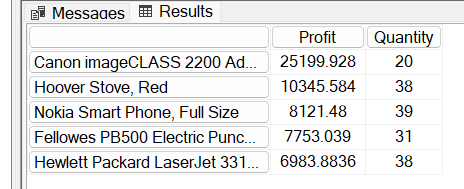 Messages Results
Profit Quantity
Canon imageCLASS 2200 Ad... 25199.928 20
Hoover Stove, Red 10345.584 38
Nokia Smart Phone, Full Size 8121.48 39
Fellowes PB500 Electric Punc... 7753.039 31
Hewlett Packard LaserJet 331... 6983.8836 38